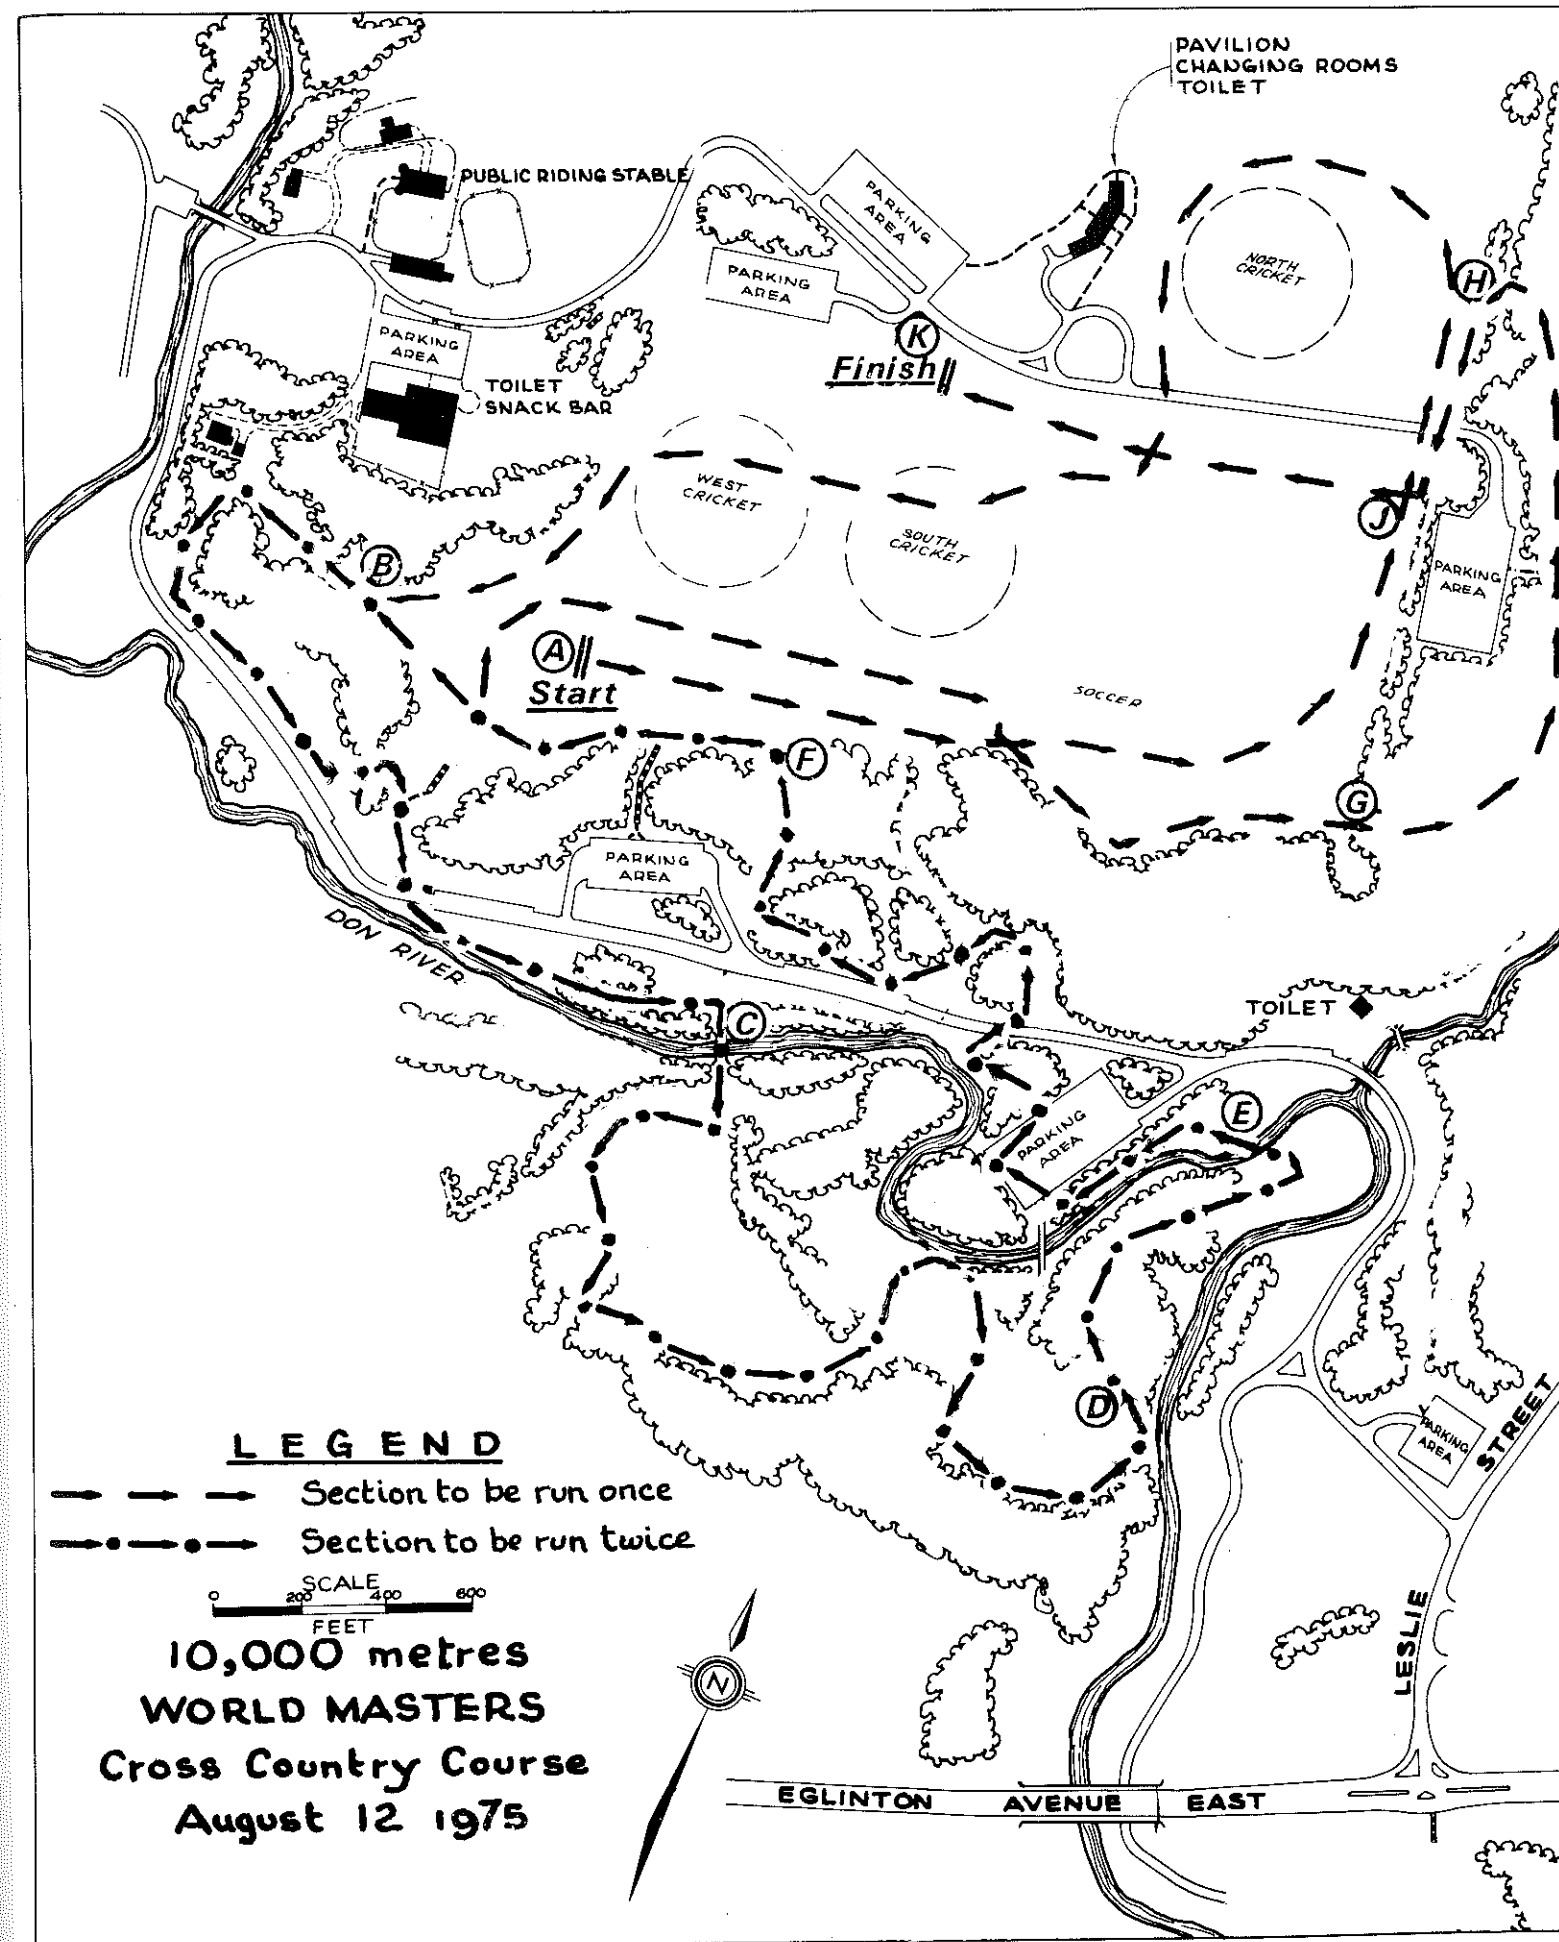 PAVILION
CHANGING ROOMS
TOILET
PUBLIC RIDING STABLE
PARKING
AREA
PARKING
AREA
NORTH
CRICKET
H
K
Finish
PARKING
AREA
TOILET
SNACK BAR
WEST
CRICKET
J
SOUTH
CRICKET
B
PARKING
AREA
A
Start
SOCCER
F
G
PARKING
AREA
DON RIVER
C
TOILET
E
PARKING
AREA
D
PARKING
AREA
LESLIE STREET
LEGEND
Section to be run once
Section to be run twice
SCALE
0 200 400 600
FEET
10,000 metres
WORLD MASTERS
Cross Country Course
August 12 1975
N
EGLINTON AVENUE EAST